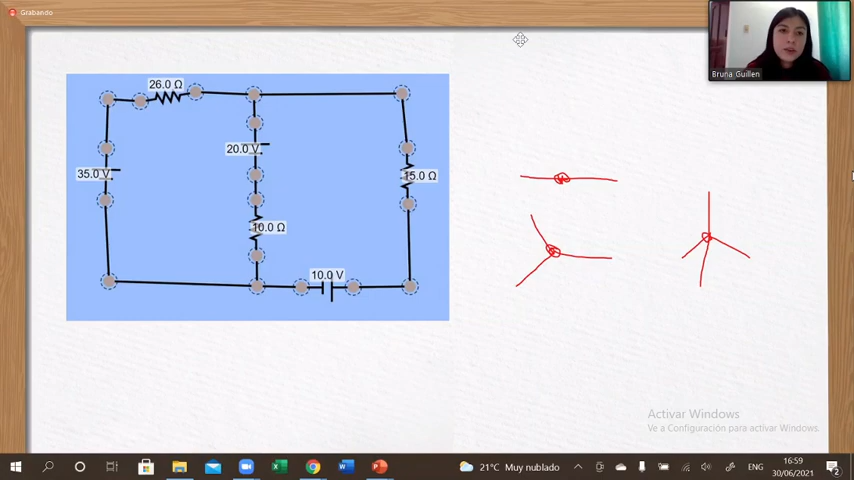 Grabando
Bruna Guillen
26.0 Ω
20.0 V
35.0 V
15.0 Ω
10.0 Ω
10.0 V
Activar Windows
Ve a Configuración para activar Windows.
21°C Muy nublado
ENG
16:59
30/06/2021
2